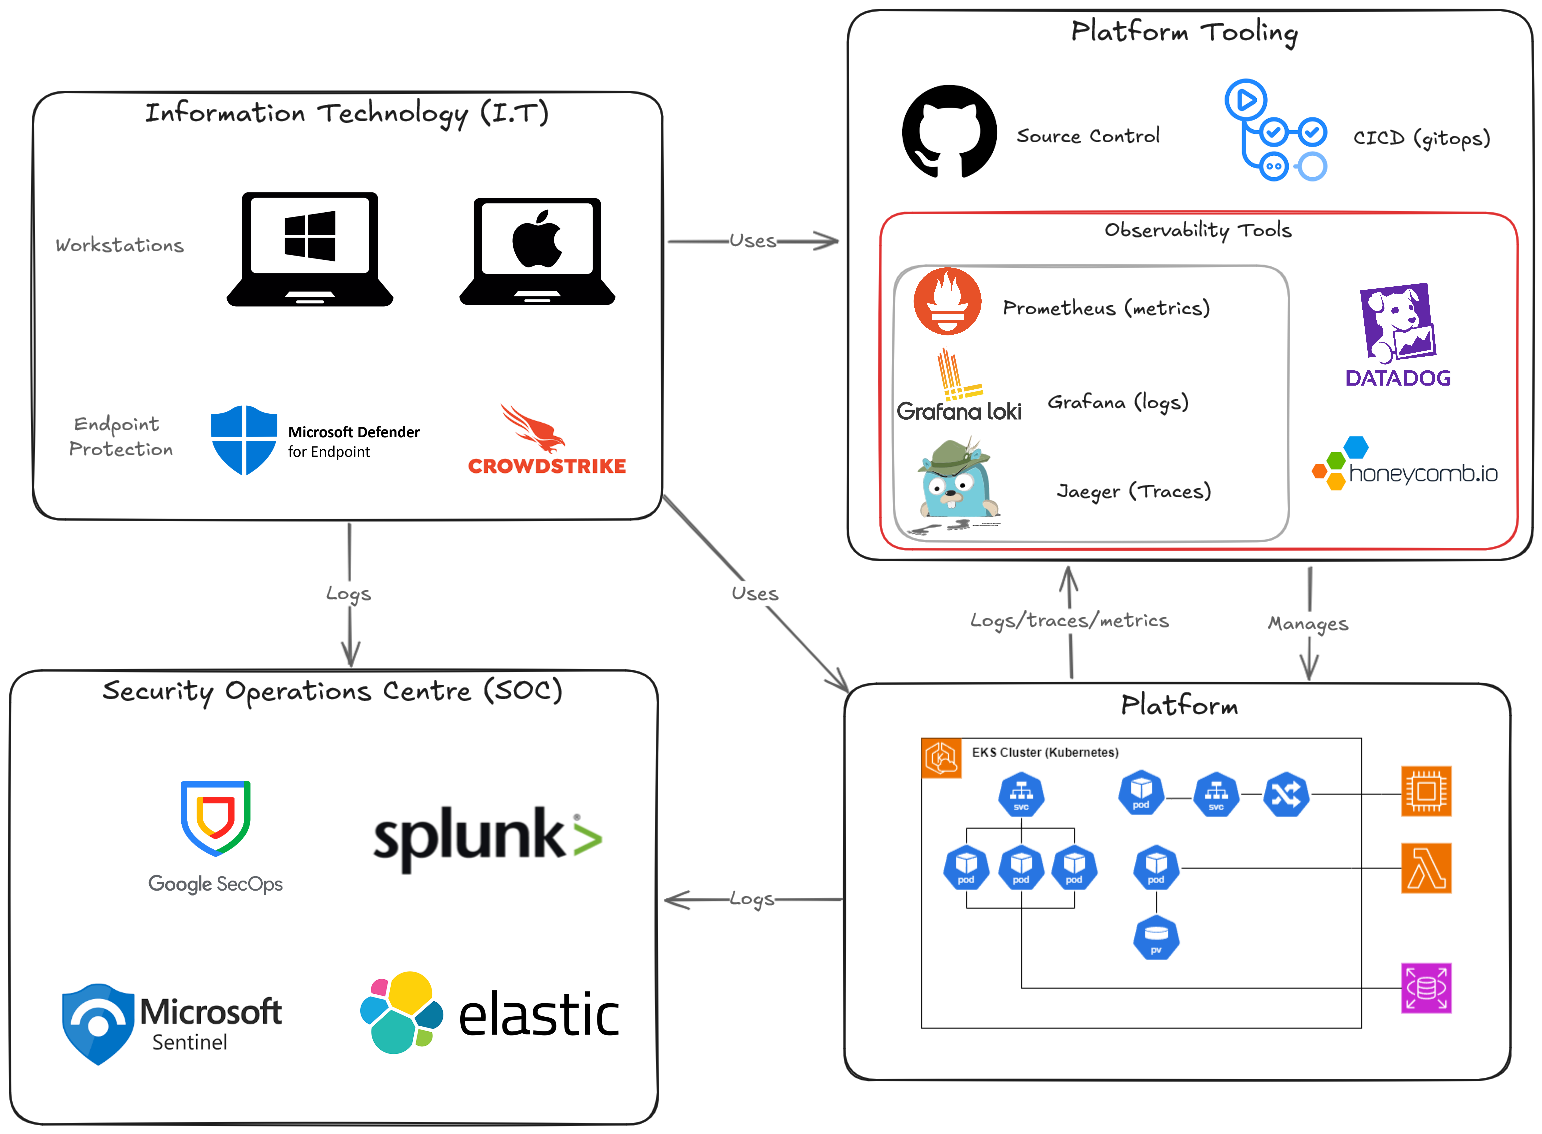 Platform Tooling
Source Control
CICD (gitops)
Information Technology (I.T)
Workstations
Endpoint
Protection
Microsoft Defender
for Endpoint
CROWDSTRIKE
Uses
Observability Tools
Prometheus (metrics)
Grafana loki
Grafana (logs)
Jaeger (Traces)
DATADOG
honeycomb.io
Logs
Uses
Logs/traces/metrics
Manages
Security Operations Centre (SOC)
Google SecOps
splunk>
Microsoft
Sentinel
elastic
Logs
Platform
EKS Cluster (Kubernetes)
svc
pod
svc
pod
pod
pod
pod
pv